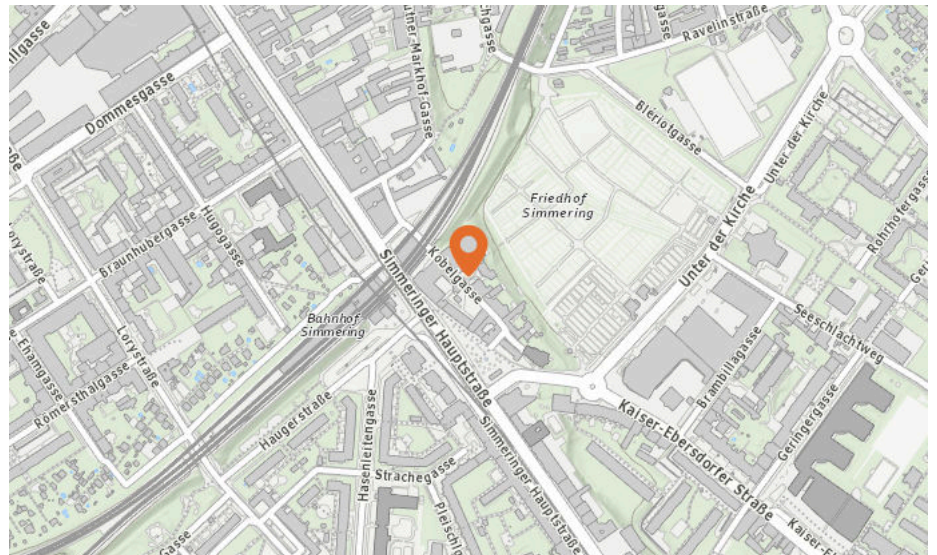 Dommesgasse
Ravelinstraße
Blériotgasse
Unter der Kirche
Friedhof
Simmering
Unter der Kirche
Rohrhofergasse
Hugogasse
Braunhubergasse
Kobelgasse
Simmeringer Hauptstraße
Bahnhof
Simmering
Lorystraße
Seeschlachtweg
Römersthalgasse
Haugerstraße
Hasenleitengasse
Brambillagasse
Geringergasse
Kaiser-Ebersdorfer Straße
Strachegasse
Simmeringer Hauptstraße